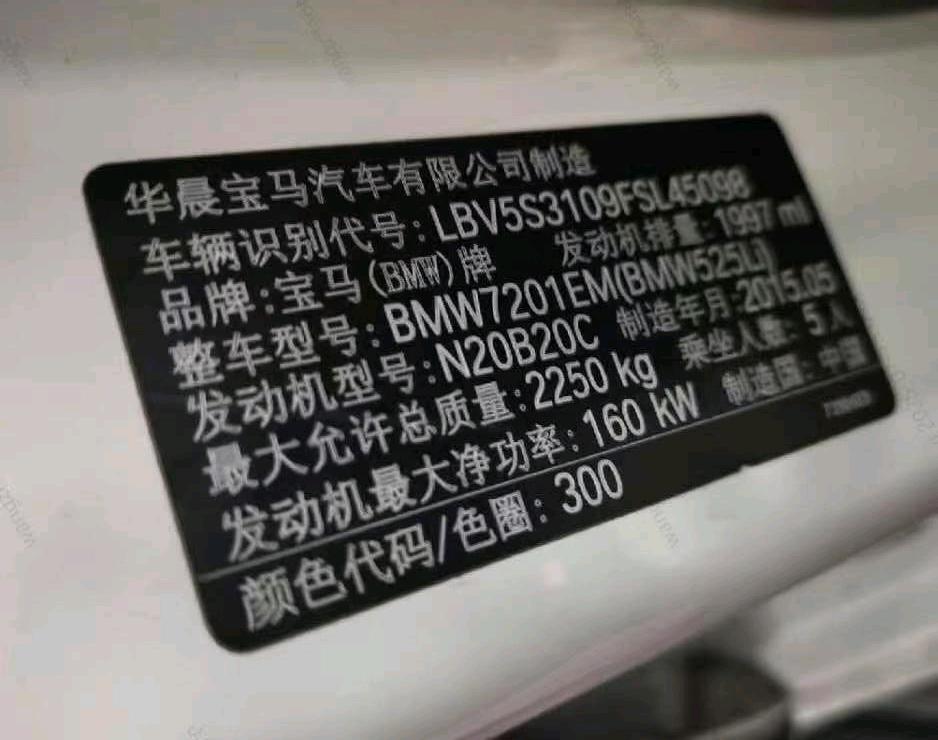 华晨宝马汽车有限公司制造
车辆识别代号:LBV5S3109FSL45098
品牌:宝马(BMW)牌 发动机排量:1997 ml
整车型号:BMW7201EM(BMW525Li)
发动机型号:N20B20C 制造年月:2015.05
最大允许总质量:2250 kg 乘坐人数:5人
发动机最大净功率:160 kW 制造国:中国
颜色代码/色圈:300